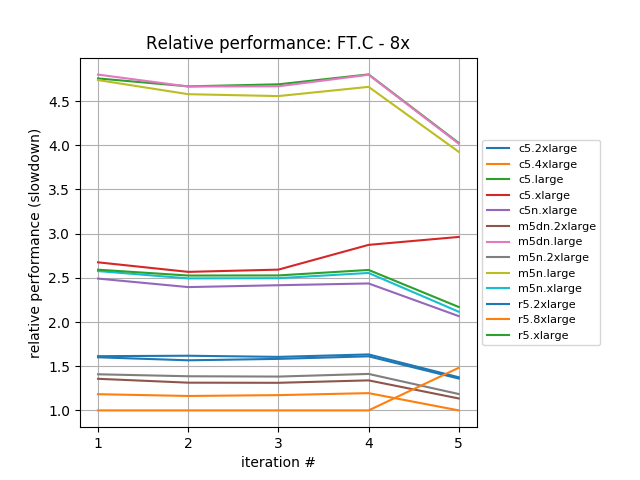 Relative performance: FT.C - 8x
relative performance (slowdown)
4.5
4.0
3.5
3.0
2.5
2.0
1.5
1.0
1 2 3 4 5
iteration #
c5.2xlarge
c5.4xlarge
c5.large
c5.xlarge
c5n.xlarge
m5dn.2xlarge
m5dn.large
m5n.2xlarge
m5n.large
m5n.xlarge
r5.2xlarge
r5.8xlarge
r5.xlarge